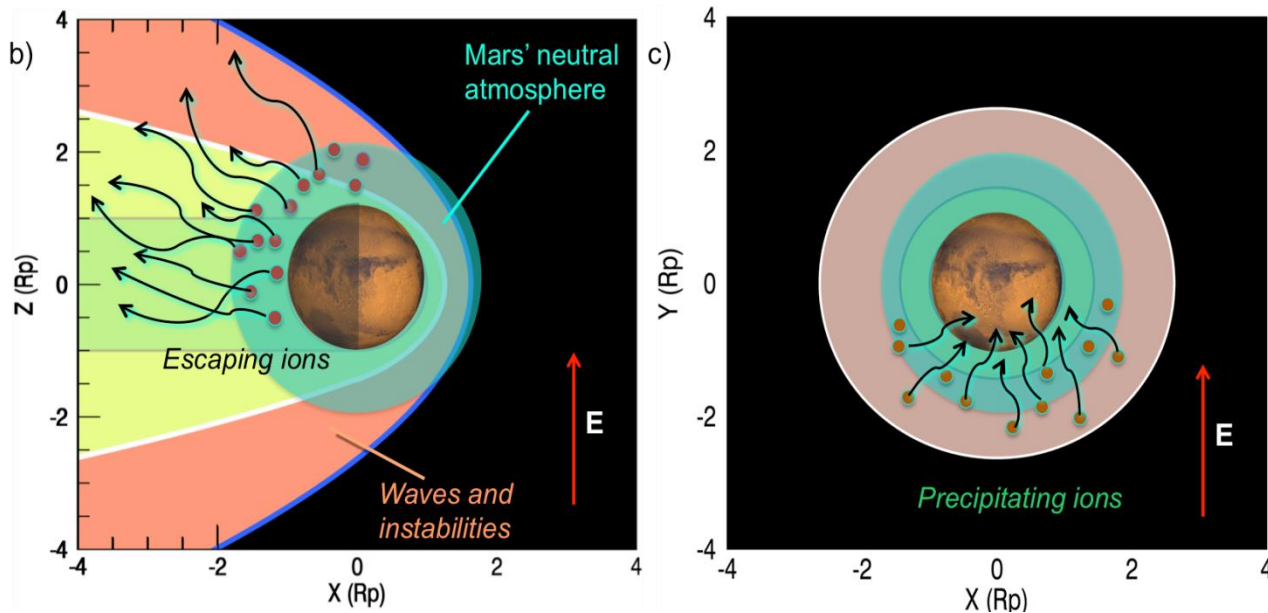 b)
4
2
0
-2
-4
Z (Rp)
-4
-2
0
2
4
X (Rp)
Mars' neutral
atmosphere
Escaping ions
E
Waves and
instabilities
c)
4
2
0
-2
-4
Y (Rp)
-4
-2
0
2
4
X (Rp)
E
Precipitating ions